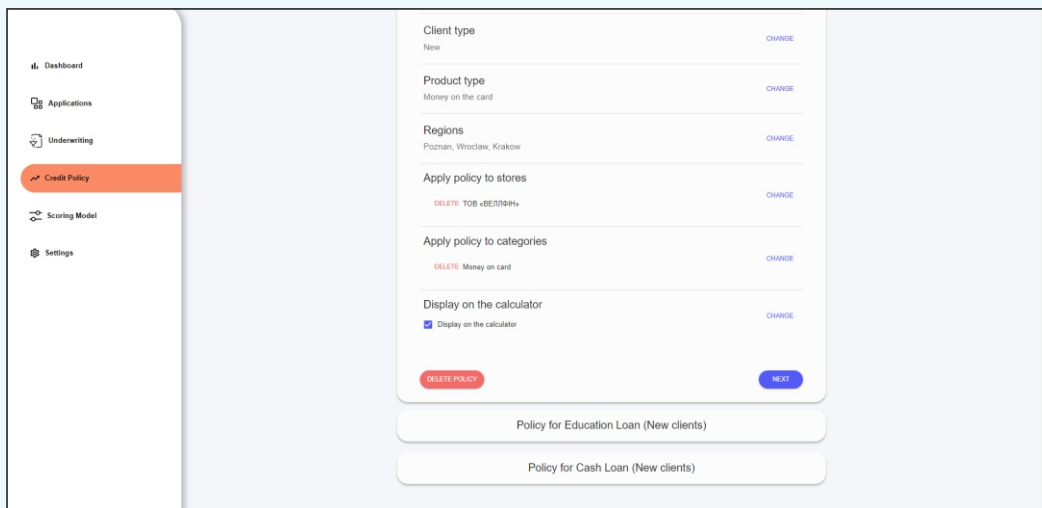 Dashboard
Applications
Underwriting
Credit Policy
Scoring Model
Settings
Client type
New
CHANGE
Product type
Money on the card
CHANGE
Regions
Poznan, Wroclaw, Krakow
CHANGE
Apply policy to stores
DELETE ТОВ «ВЕЛЛФІН»
CHANGE
Apply policy to categories
DELETE Money on card
CHANGE
Display on the calculator
Display on the calculator
CHANGE
DELETE POLICY
NEXT
Policy for Education Loan (New clients)
Policy for Cash Loan (New clients)